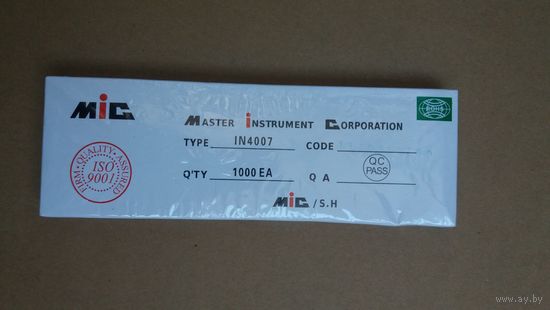 MiC
MASTER INSTRUMENT CORPORATION
ROHS
TYPE IN4007 CODE
FIRM QUALITY ASSURED
ISO
9001
Q'TY 1000 EA Q A QC PASS
MiC / S.H
www.ay.by